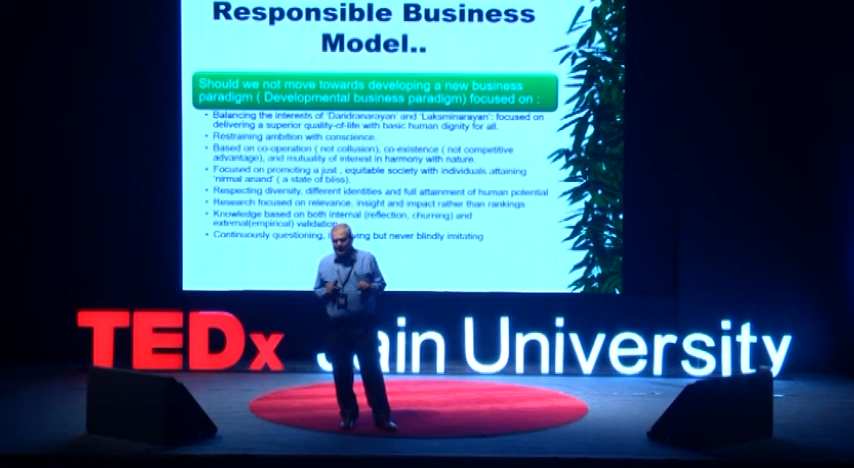 Responsible Business
Model..
Should we not move towards developing a new business
paradigm ( Developmental business paradigm) focused on :
• Balancing the interests of 'Daridranarayan' and 'Laksminarayan': focused on
delivering a superior quality-of-life with basic human dignity for all.
• Restraining ambition with conscience.
• Based on co-operation ( not collusion), co-existence ( not competitive
advantage), and mutuality of interest in harmony with nature.
• Focused on promoting a just , equitable society with individuals attaining
'nirmal anand' ( a state of bliss).
• Respecting diversity, different identities and full attainment of human potential
• Research focused on relevance, insight and impact rather than rankings
• Knowledge based on both internal (reflection, churning) and
external(empirical) validation
• Continuously questioning, but never blindly imitating
TEDx Jain University